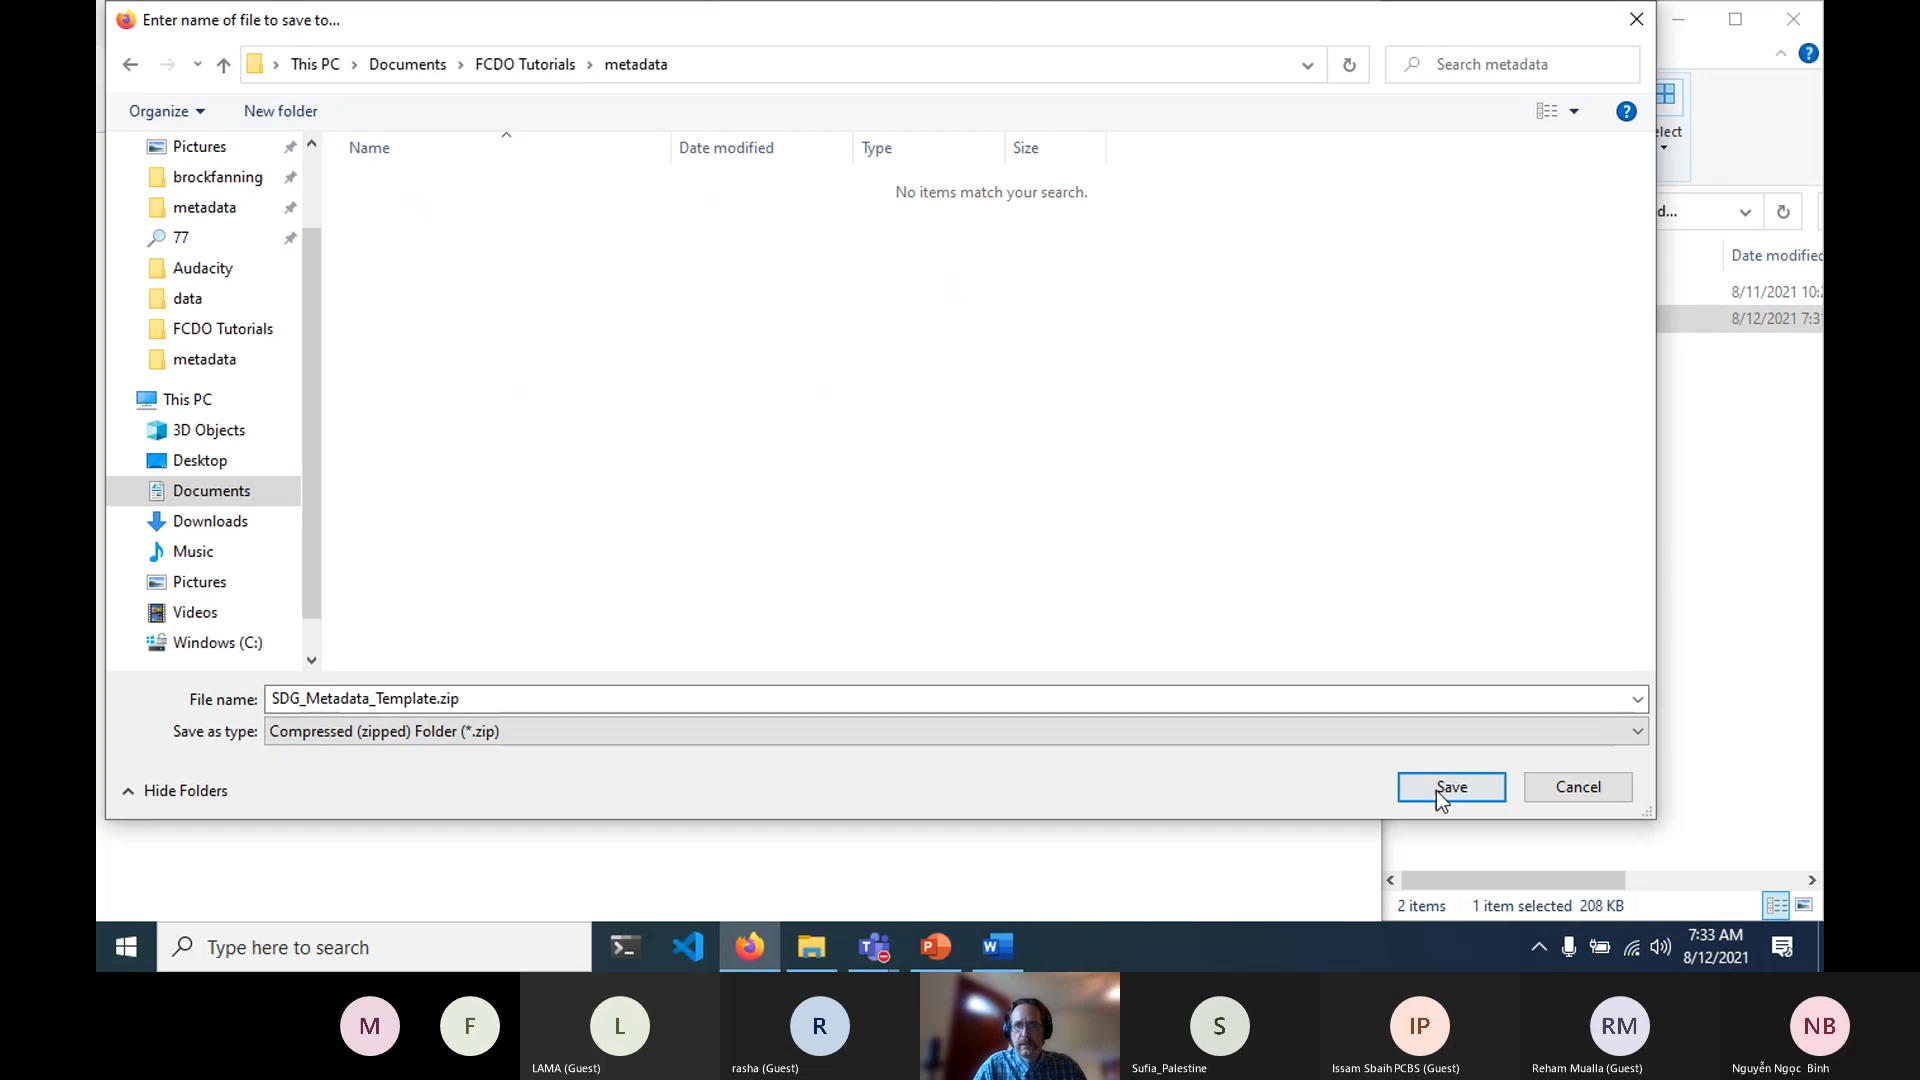 Enter name of file to save to...
This PC > Documents > FCDO Tutorials > metadata
Search metadata
Organize
New folder
Name
Date modified
Type
Size
No items match your search.
Pictures
brockfanning
metadata
77
Audacity
data
FCDO Tutorials
metadata
This PC
3D Objects
Desktop
Documents
Downloads
Music
Pictures
Videos
Windows (C:)
File name: SDG_Metadata_Template.zip
Save as type: Compressed (zipped) Folder (*.zip)
Hide Folders
Save
Cancel
elect
d...
Date modified
8/11/2021 10:
8/12/2021 7:3
2 items
1 item selected 208 KB
Type here to search
7:33 AM
8/12/2021
M
F
L
R
S
IP
RM
NB
LAMA (Guest)
rasha (Guest)
Sufia_Palestine
Issam Sbaih PCBS (Guest)
Reham Mualla (Guest)
Nguyễn Ngọc Bình